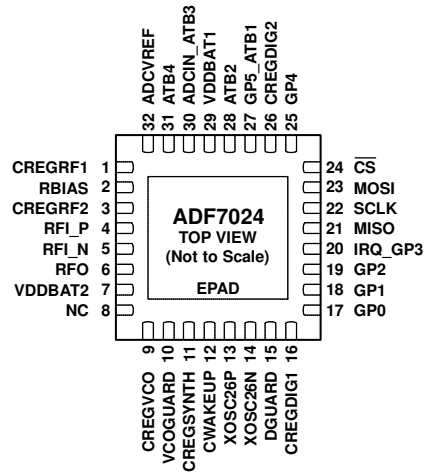 32 ADCVREF
31 ATB4
30 ADCIN_ATB3
29 VDDBAT1
28 ATB2
27 GP5_ATB1
26 CREGDIG2
25 GP4
CREGRF1 1
RBIAS 2
CREGRF2 3
RFI_P 4
RFI_N 5
RFO 6
VDDBAT2 7
NC 8
ADF7024
TOP VIEW
(Not to Scale)
EPAD
24 CS
23 MOSI
22 SCLK
21 MISO
20 IRQ_GP3
19 GP2
18 GP1
17 GP0
CREGVCO 9
VCOGUARD 10
CREGSYNTH 11
CWAKEUP 12
XOSC26P 13
XOSC26N 14
DGUARD 15
CREGDIG1 16